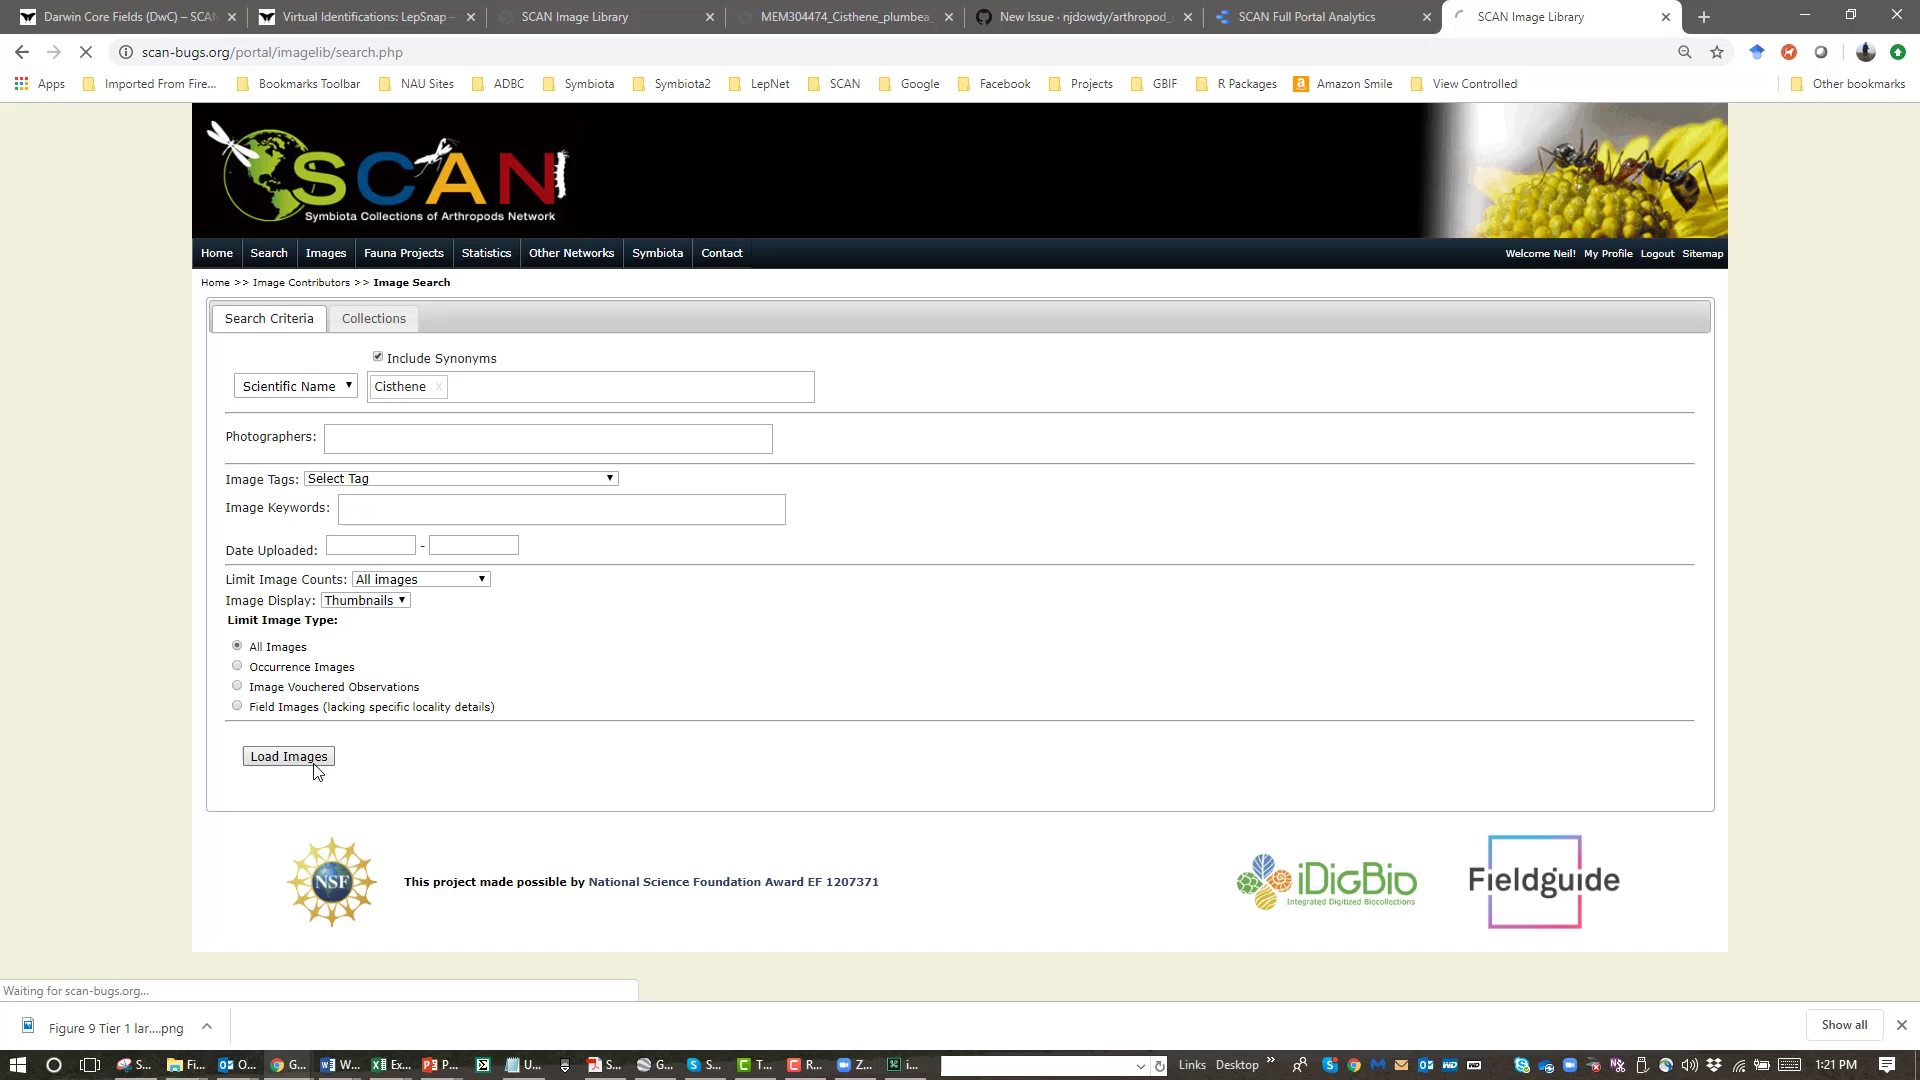 Darwin Core Fields (DwC) – SCAN
Virtual Identifications: LepSnap –
SCAN Image Library
MEM304474_Cisthene_plumbea_
New Issue · njdowdy/arthropod_
SCAN Full Portal Analytics
SCAN Image Library
scan-bugs.org/portal/imagelib/search.php
Apps
Imported From Fire...
Bookmarks Toolbar
NAU Sites
ADBC
Symbiota
Symbiota2
LepNet
SCAN
Google
Facebook
Projects
GBIF
R Packages
Amazon Smile
View Controlled
Other bookmarks
SCAN
Symbiota Collections of Arthropods Network
Home Search Images Fauna Projects Statistics Other Networks Symbiota Contact
Welcome Neil! My Profile Logout Sitemap
Home >> Image Contributors >> Image Search
Search Criteria Collections
Include Synonyms
Scientific Name Cisthene X
Photographers:
Image Tags: Select Tag
Image Keywords:
Date Uploaded: -
Limit Image Counts: All images
Image Display: Thumbnails
Limit Image Type:
All Images
Occurrence Images
Image Vouchered Observations
Field Images (lacking specific locality details)
Load Images
NSF
This project made possible by National Science Foundation Award EF 1207371
iDigBio
Integrated Digitized Biocollections
Fieldguide
Waiting for scan-bugs.org...
Figure 9 Tier 1 lar....png
Show all
S...
Fi...
O...
G...
W...
Ex...
P...
U...
S...
G...
S...
T...
R...
Z...
i...
Links Desktop
1:21 PM